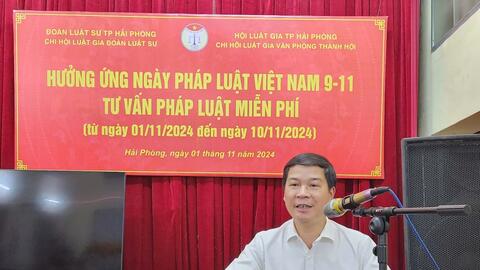 ĐOÀN LUẬT SƯ TP HẢI PHÒNG
CHI HỘI LUẬT GIA ĐOÀN LUẬT SƯ
HỘI LUẬT GIA TP HẢI PHÒNG
CHI HỘI LUẬT GIA VĂN PHÒNG THÀNH HỘI
HƯỞNG ỨNG NGÀY PHÁP LUẬT VIỆT NAM 9-11
TƯ VẤN PHÁP LUẬT MIỄN PHÍ
(từ ngày 01/11/2024 đến ngày 10/11/2024)
Hải Phòng, ngày 01 tháng 11 năm 2024